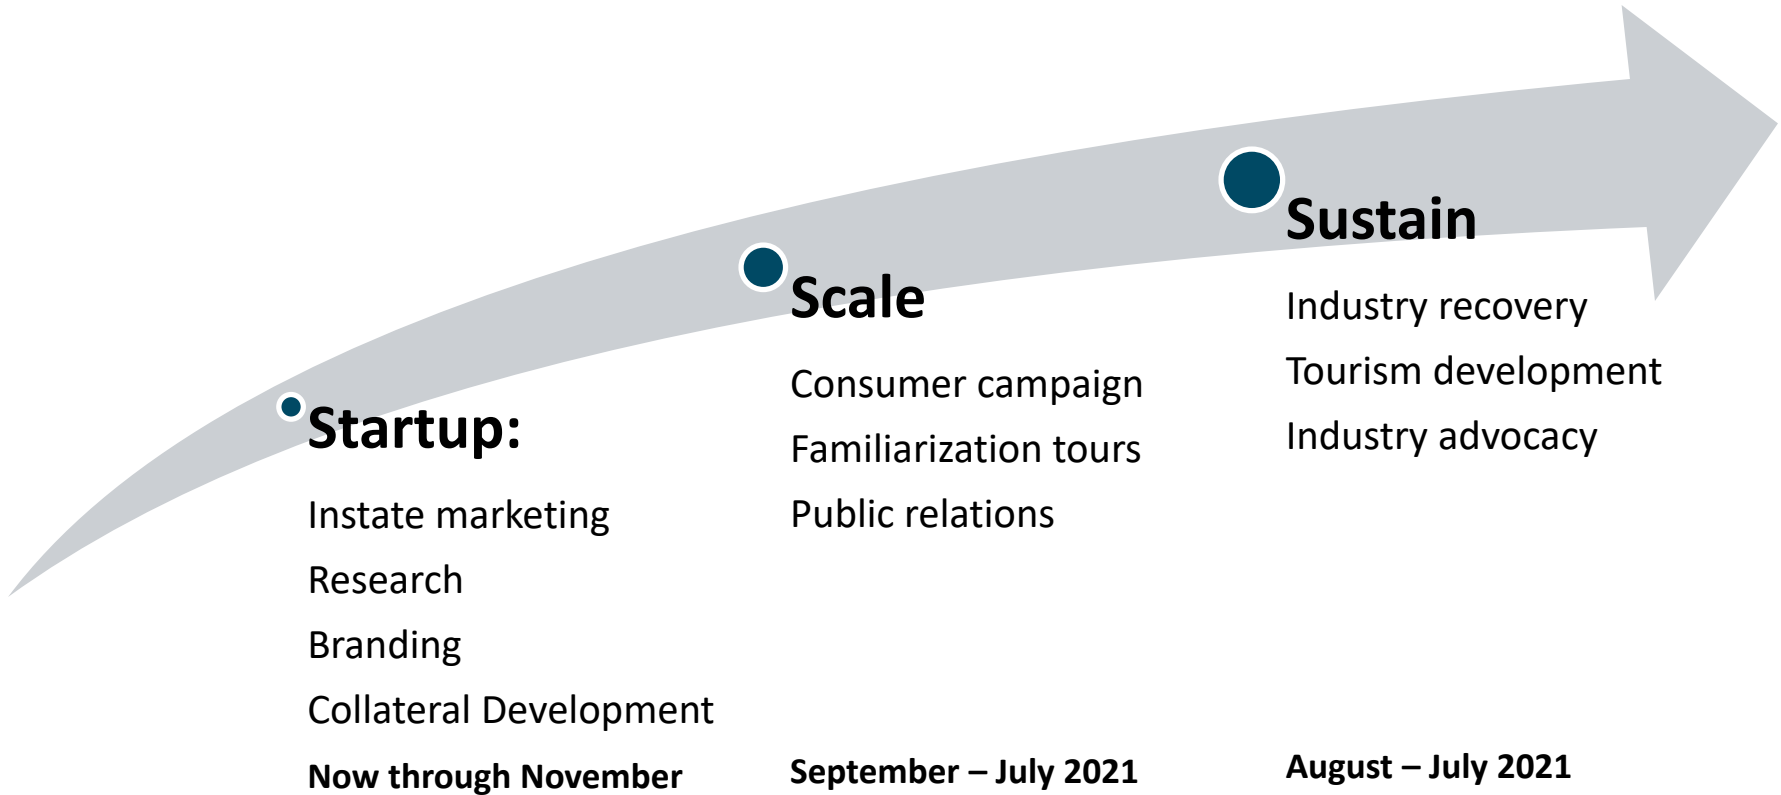 Startup:
Instate marketing
Research
Branding
Collateral Development
Now through November
Scale
Consumer campaign
Familiarization tours
Public relations
September – July 2021
Sustain
Industry recovery
Tourism development
Industry advocacy
August – July 2021